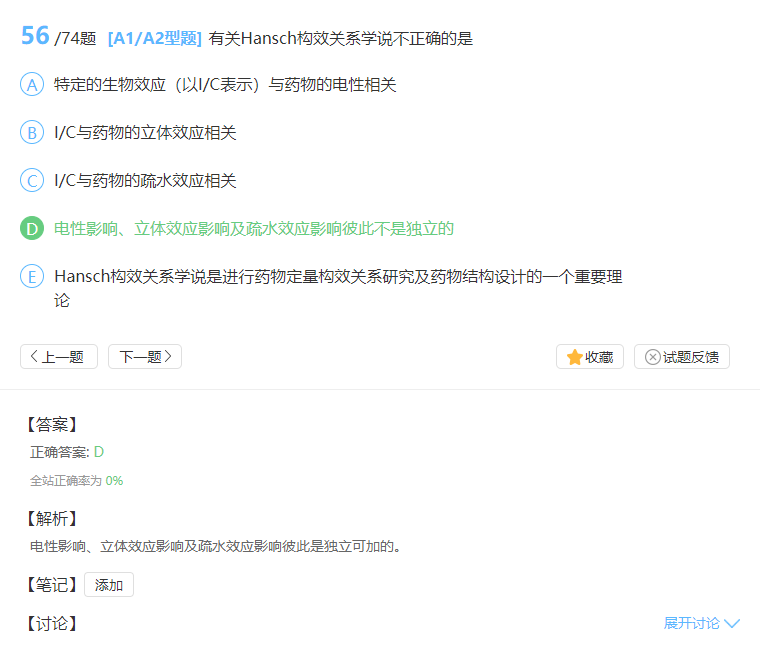 56 /74题 [A1/A2型题] 有关Hansch构效关系学说不正确的是
A 特定的生物效应（以I/C表示）与药物的电性相关
B I/C与药物的立体效应相关
C I/C与药物的疏水效应相关
D 电性影响、立体效应影响及疏水效应影响彼此不是独立的
E Hansch构效关系学说是进行药物定量构效关系研究及药物结构设计的一个重要理
论
上一题 下一题 收藏 试题反馈
【答案】
正确答案: D
全站正确率为 0%
【解析】
电性影响、立体效应影响及疏水效应影响彼此是独立可加的。
【笔记】 添加
【讨论】 展开讨论